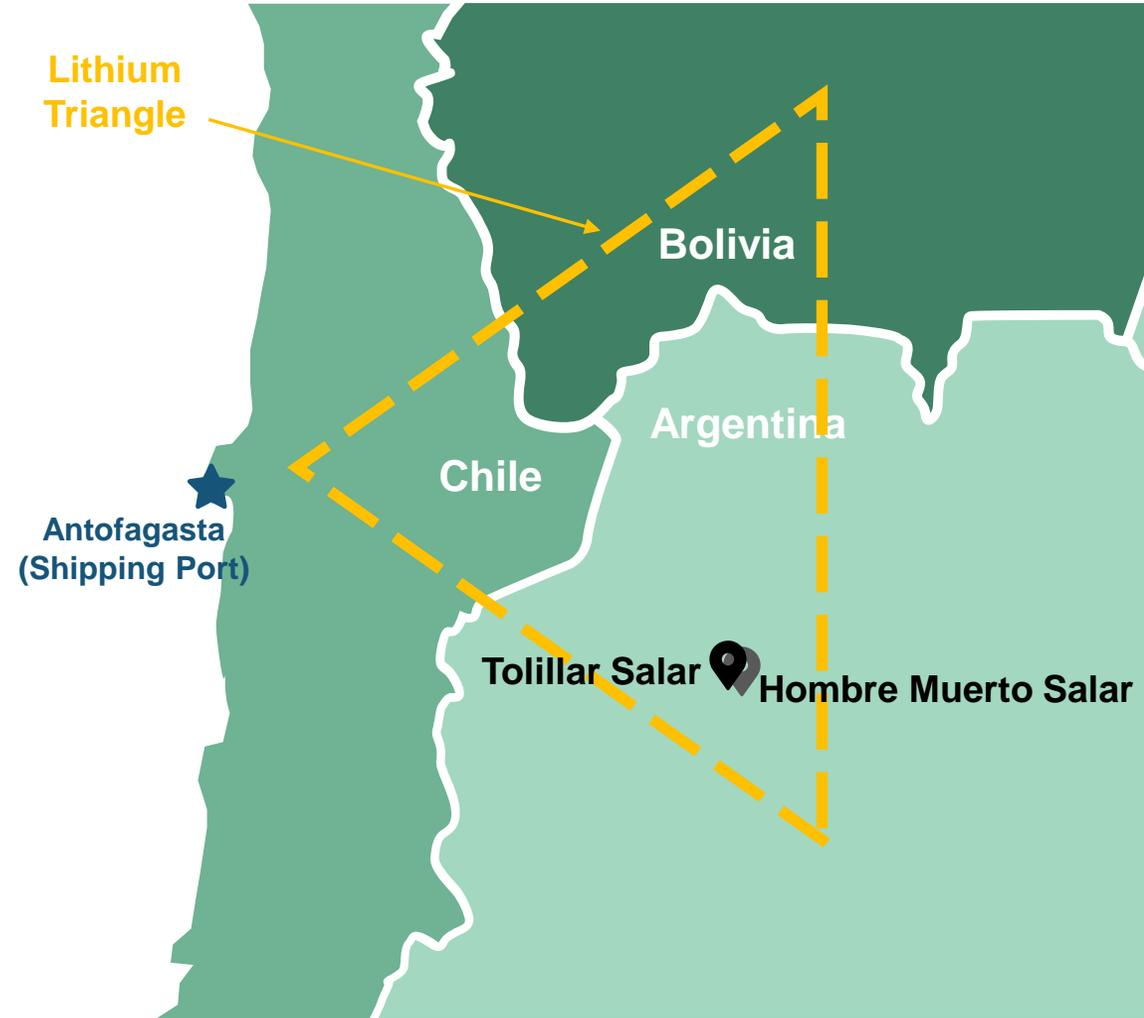 Lithium
Triangle
Bolivia
Argentina
Chile
Antofagasta
(Shipping Port)
Tolillar Salar
Hombre Muerto Salar